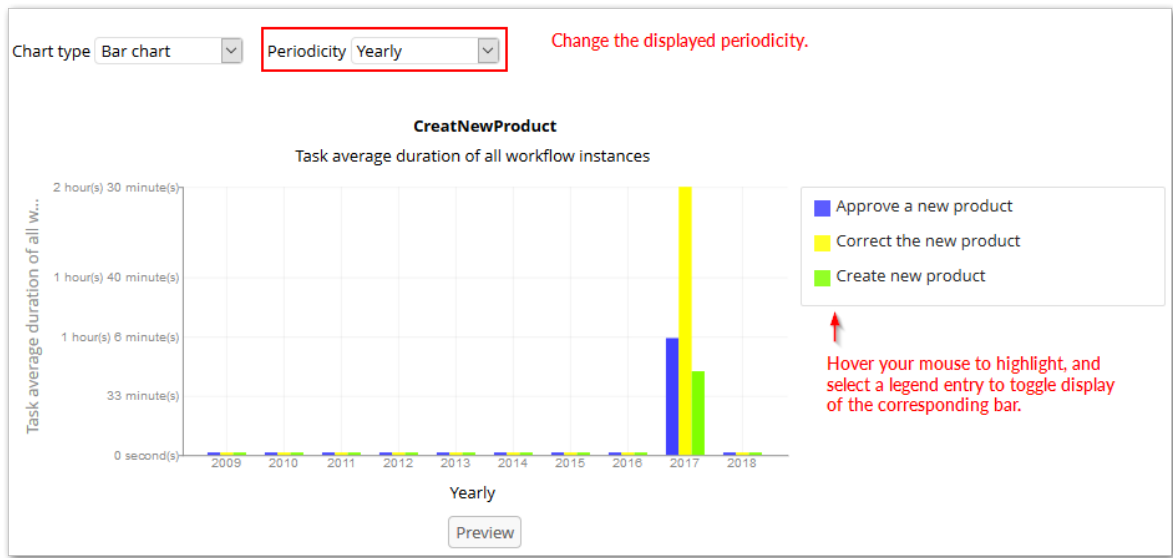 Chart type Bar chart Periodicity Yearly Change the displayed periodicity.
CreatNewProduct
Task average duration of all workflow instances
Task average duration of all w...
2 hour(s) 30 minute(s)
1 hour(s) 40 minute(s)
1 hour(s) 6 minute(s)
33 minute(s)
0 second(s)
2009 2010 2011 2012 2013 2014 2015 2016 2017 2018
Yearly
Preview
Approve a new product
Correct the new product
Create new product
Hover your mouse to highlight, and
select a legend entry to toggle display
of the corresponding bar.